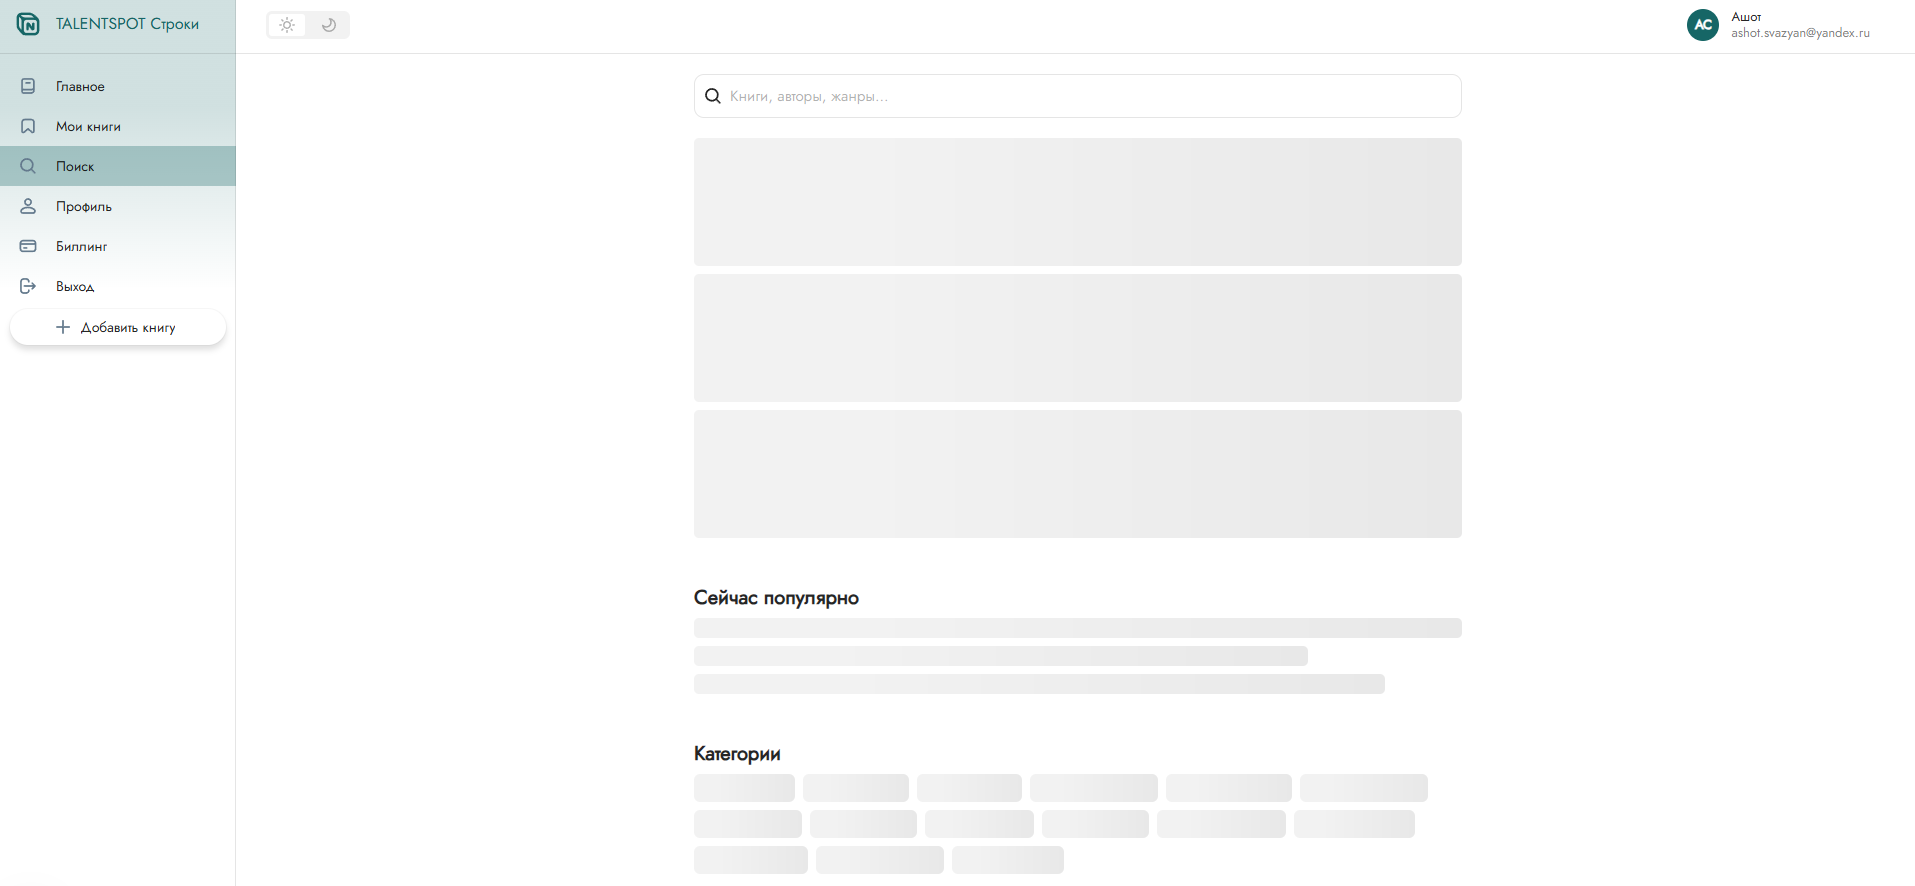 TALENTSPOT Строки
Ашот
ashot.svazyan@yandex.ru
Главное
Мои книги
Поиск
Профиль
Биллинг
Выход
Добавить книгу
AC
Книги, авторы, жанры...
Сейчас популярно
Категории